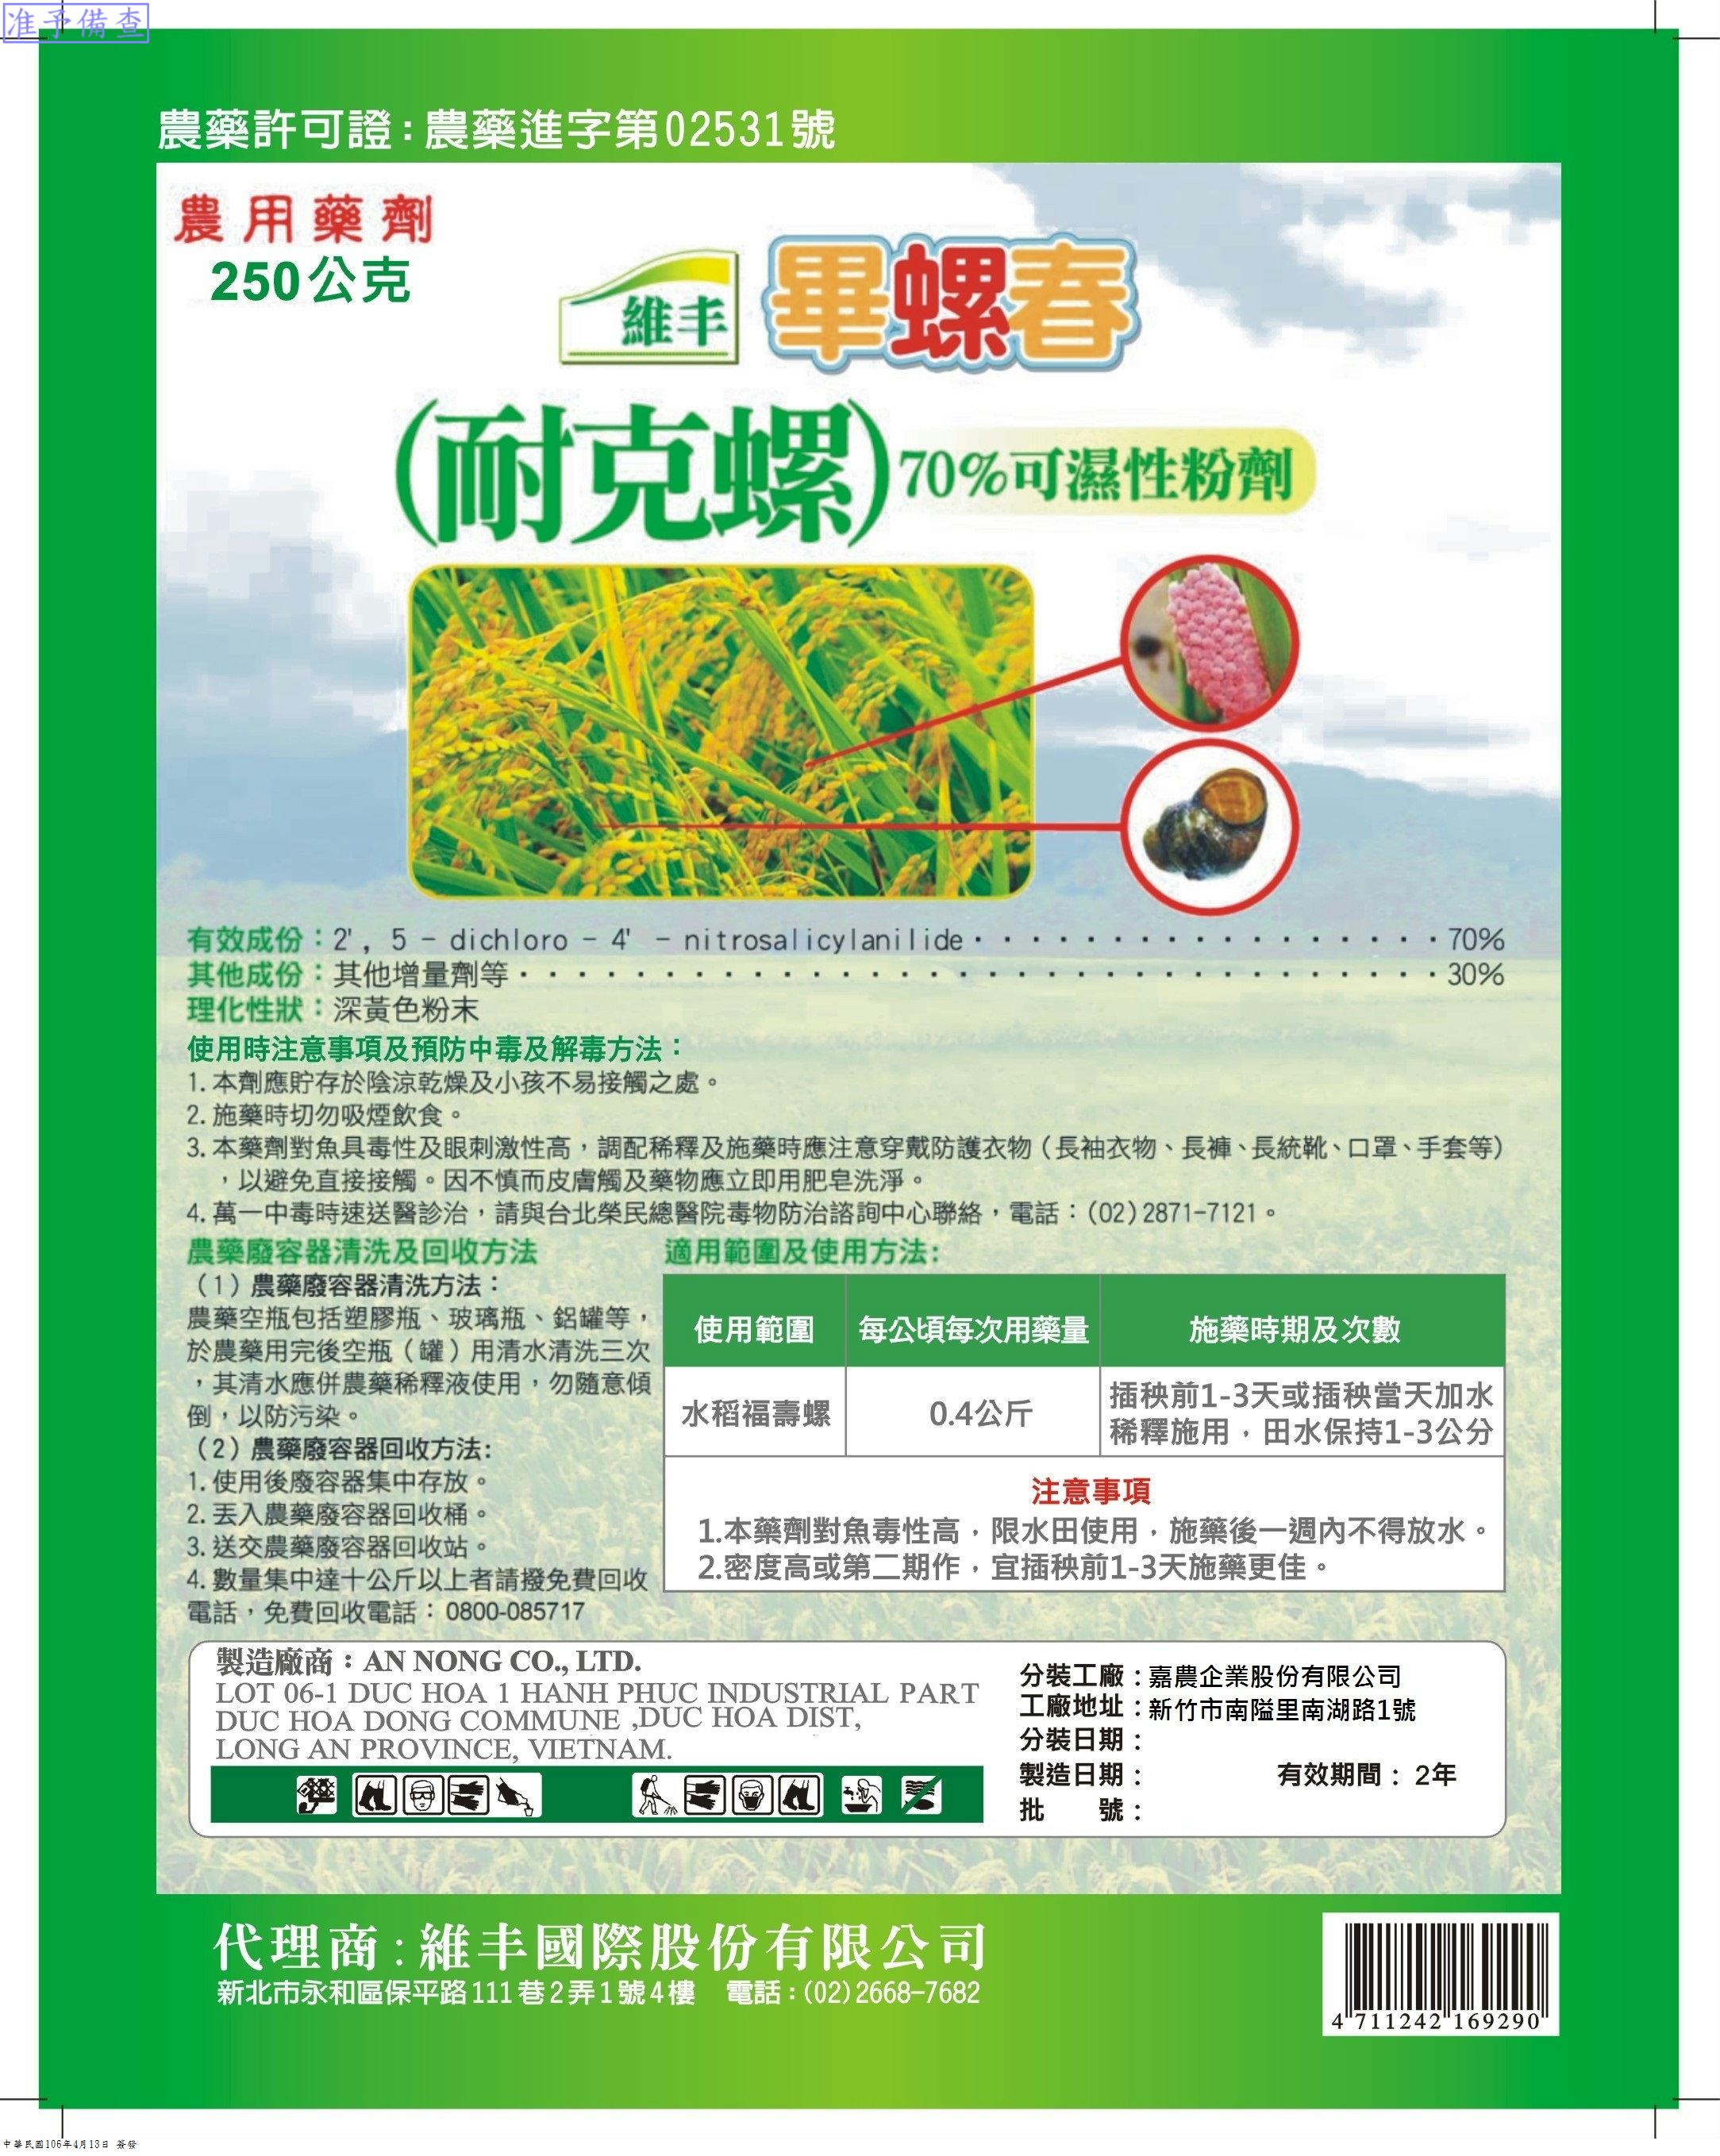 准予備查
農藥許可證:農藥進字第02531號
農用藥劑
250公克
維丰
畢螺春
(耐克螺)70%可濕性粉劑
有效成份：2', 5 - dichloro - 4' - nitrosalicylanilide‧‧‧‧‧‧‧‧‧‧‧‧‧‧‧‧‧70%
其他成份：其他增量劑等‧‧‧‧‧‧‧‧‧‧‧‧‧‧‧‧‧‧‧‧‧‧‧‧‧‧‧‧‧‧‧‧30%
理化性狀：深黃色粉末
使用時注意事項及預防中毒及解毒方法：
1. 本劑應貯存於陰涼乾燥及小孩不易接觸之處。
2. 施藥時切勿吸煙飲食。
3. 本藥劑對魚具毒性及眼刺激性高，調配稀釋及施藥時應注意穿戴防護衣物（長袖衣物、長褲、長統靴、口罩、手套等）
，以避免直接接觸。因不慎而皮膚觸及藥物應立即用肥皂洗淨。
4. 萬一中毒時速送醫診治，請與台北榮民總醫院毒物防治諮詢中心聯絡，電話：(02)2871-7121。
農藥廢容器清洗及回收方法
（1）農藥廢容器清洗方法：
農藥空瓶包括塑膠瓶、玻璃瓶、鋁罐等，
於農藥用完後空瓶（罐）用清水清洗三次
，其清水應併農藥稀釋液使用，勿隨意傾
倒，以防污染。
（2）農藥廢容器回收方法:
1. 使用後廢容器集中存放。
2. 丟入農藥廢容器回收桶。
3. 送交農藥廢容器回收站。
4. 數量集中達十公斤以上者請撥免費回收
電話，免費回收電話：0800-085717
適用範圍及使用方法:
使用範圍 每公頃每次用藥量 施藥時期及次數
水稻福壽螺 0.4公斤 插秧前1-3天或插秧當天加水
稀釋施用，田水保持1-3公分
注意事項
1.本藥劑對魚毒性高，限水田使用，施藥後一週內不得放水。
2.密度高或第二期作，宜插秧前1-3天施藥更佳。
製造廠商：AN NONG CO., LTD.
LOT 06-1 DUC HOA 1 HANH PHUC INDUSTRIAL PART
DUC HOA DONG COMMUNE ,DUC HOA DIST,
LONG AN PROVINCE, VIETNAM.
分裝工廠：嘉農企業股份有限公司
工廠地址：新竹市南隘里南湖路1號
分裝日期：
製造日期： 有效期間：2年
批 號：
代理商:維丰國際股份有限公司
新北市永和區保平路111巷2弄1號4樓 電話:(02)2668-7682
4 711242 169290
中華民國106年4月13日 簽發